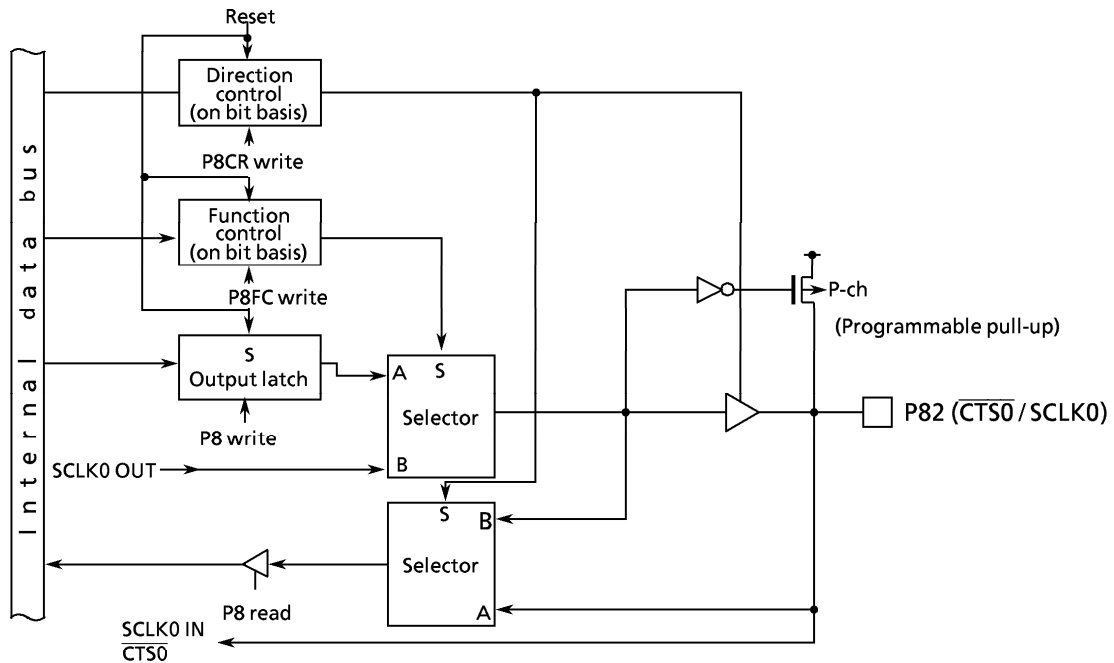 Reset
Direction
control
(on bit basis)
P8CR write
Function
control
(on bit basis)
P8FC write
S
Output latch
P8 write
SCLK0 OUT
Internal data bus
A S
Selector
B
S
B
Selector
A
P8 read
SCLK0 IN
CTS0
P-ch
(Programmable pull-up)
P82 (CTS0 / SCLK0)